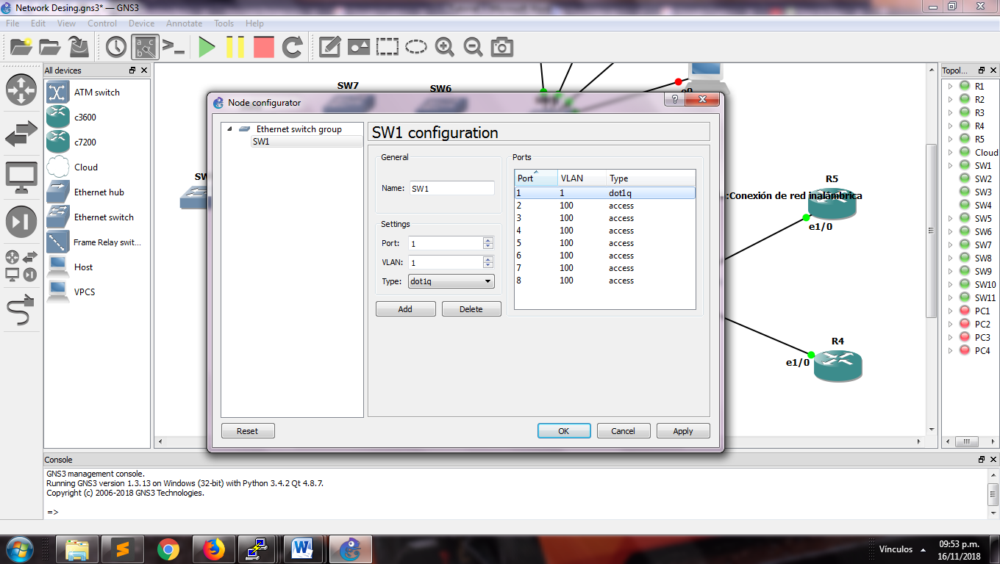 Network Desing.gns3* — GNS3
File Edit View Control Device Annotate Tools Help
All devices
ATM switch
c3600
c7200
Cloud
Ethernet hub
Ethernet switch
Frame Relay swit...
Host
VPCS
SW7
SW6
R5
:Conexión de red inalámbrica
e1/0
R4
e1/0
Node configurator
Ethernet switch group
SW1
SW1 configuration
General
Name: SW1
Settings
Port: 1
VLAN: 1
Type: dot1q
Add Delete
Ports
Port VLAN Type
1 1 dot1q
2 100 access
3 100 access
4 100 access
5 100 access
6 100 access
7 100 access
8 100 access
Reset OK Cancel Apply
Topol...
R1
R2
R3
R4
R5
Cloud
SW1
SW2
SW3
SW4
SW5
SW6
SW7
SW8
SW9
SW10
SW11
PC1
PC2
PC3
PC4
Console
GNS3 management console.
Running GNS3 version 1.3.13 on Windows (32-bit) with Python 3.4.2 Qt 4.8.7.
Copyright (c) 2006-2018 GNS3 Technologies.
=>
Vínculos
09:53 p.m.
16/11/2018